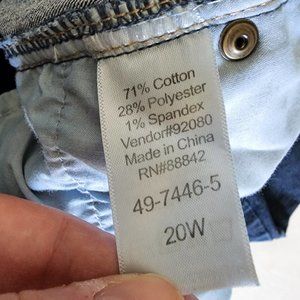 71% Cotton
28% Polyester
1% Spandex
Vendor#92080
Made in China
RN#88842
49-7446-5
20W